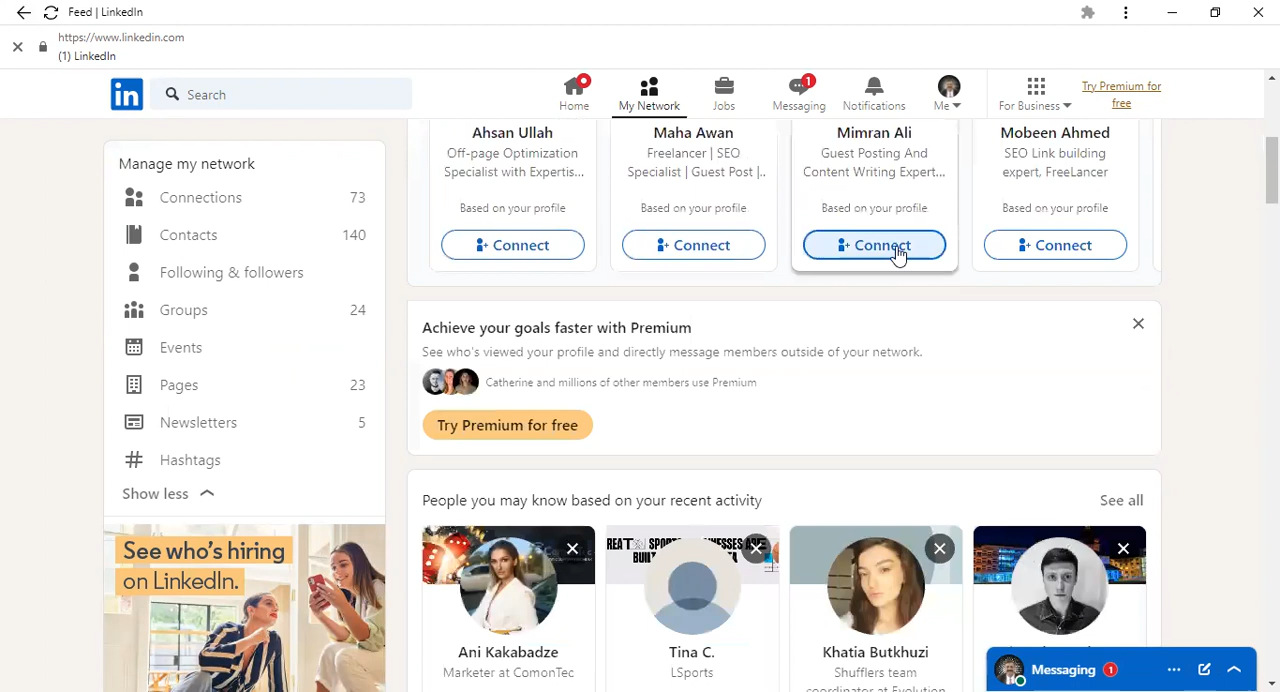 Feed | LinkedIn
https://www.linkedin.com
(1) LinkedIn
in
Search
Home
My Network
Jobs
1
Messaging
Notifications
Me
For Business
Try Premium for
free
Manage my network
Connections 73
Contacts 140
Following & followers
Groups 24
Events
Pages 23
Newsletters 5
Hashtags
Show less
See who's hiring
on LinkedIn.
Ahsan Ullah
Off-page Optimization
Specialist with Expertis...
Based on your profile
Connect
Maha Awan
Freelancer | SEO
Specialist | Guest Post |..
Based on your profile
Connect
Mimran Ali
Guest Posting And
Content Writing Expert...
Based on your profile
Connect
Mobeen Ahmed
SEO Link building
expert, FreeLancer
Based on your profile
Connect
Achieve your goals faster with Premium
See who's viewed your profile and directly message members outside of your network.
Catherine and millions of other members use Premium
Try Premium for free
People you may know based on your recent activity
See all
Ani Kakabadze
Marketer at ComonTec
Tina C.
LSports
Khatia Butkhuzi
Shufflers team
coordinator at Evolution
Messaging 1